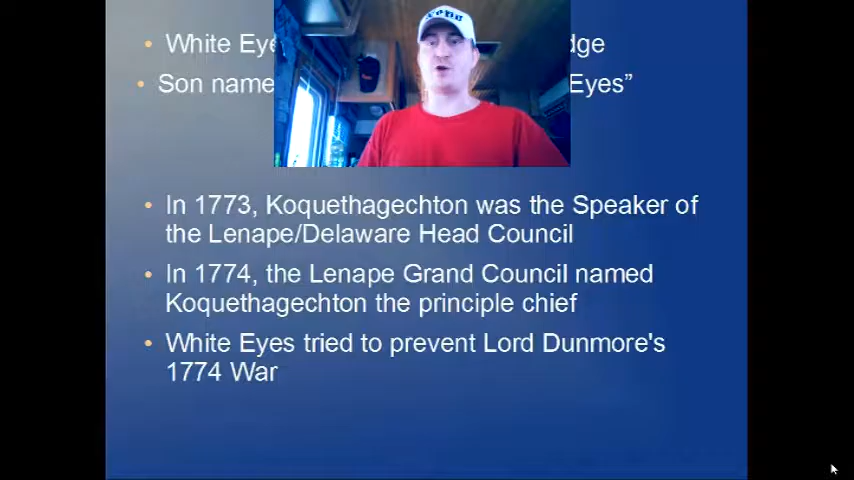 • White Eye dge
• Son name Eyes”
• In 1773, Koquethagechton was the Speaker of
the Lenape/Delaware Head Council
• In 1774, the Lenape Grand Council named
Koquethagechton the principle chief
• White Eyes tried to prevent Lord Dunmore's
1774 War